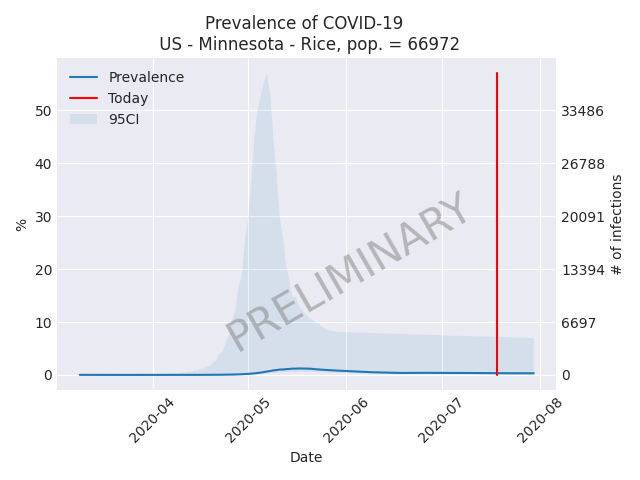 Prevalence of COVID-19
US - Minnesota - Rice, pop. = 66972
Prevalence
Today
95CI
50
40
30
20
10
0
%
33486
26788
20091
13394
6697
0
# of infections
PRELIMINARY
2020-04
2020-05
2020-06
2020-07
2020-08
Date